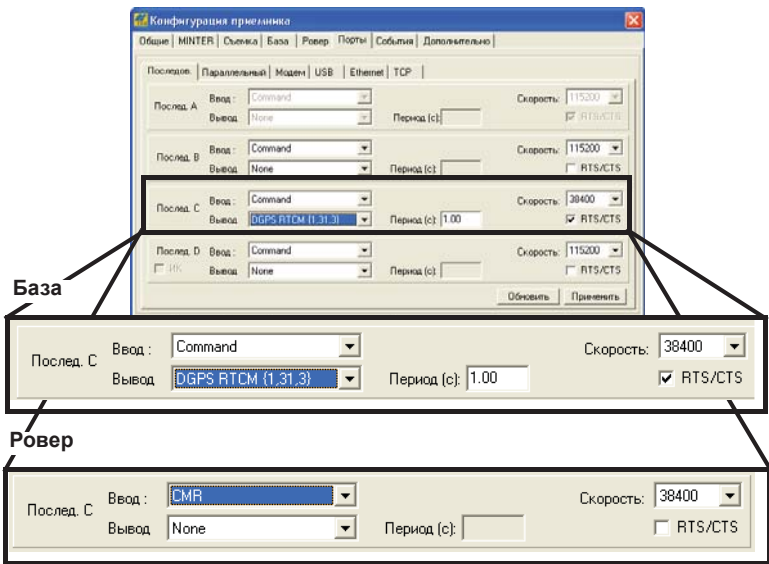 Конфигурация приемника
Общие MINTER Съемка База Ровер Порты События Дополнительно
Последов. Параллельный Модем USB Ethernet TCP
Послед. A Ввод: Command Скорость: 115200
Вывод None Период (с): RTS/CTS
Послед. B Ввод: Command Скорость: 115200
Вывод None Период (с): RTS/CTS
Послед. C Ввод: Command Скорость: 38400
Вывод DGPS RTCM {1,31,3} Период (с): 1.00 RTS/CTS
Послед. D Ввод: Command Скорость: 115200
ИК Вывод None Период (с): RTS/CTS
Обновить Применить
База
Послед. C Ввод : Command Скорость: 38400
Вывод DGPS RTCM {1,31,3} Период (с): 1.00 RTS/CTS
Ровер
Послед. C Ввод : CMR Скорость: 38400
Вывод None Период (с): RTS/CTS